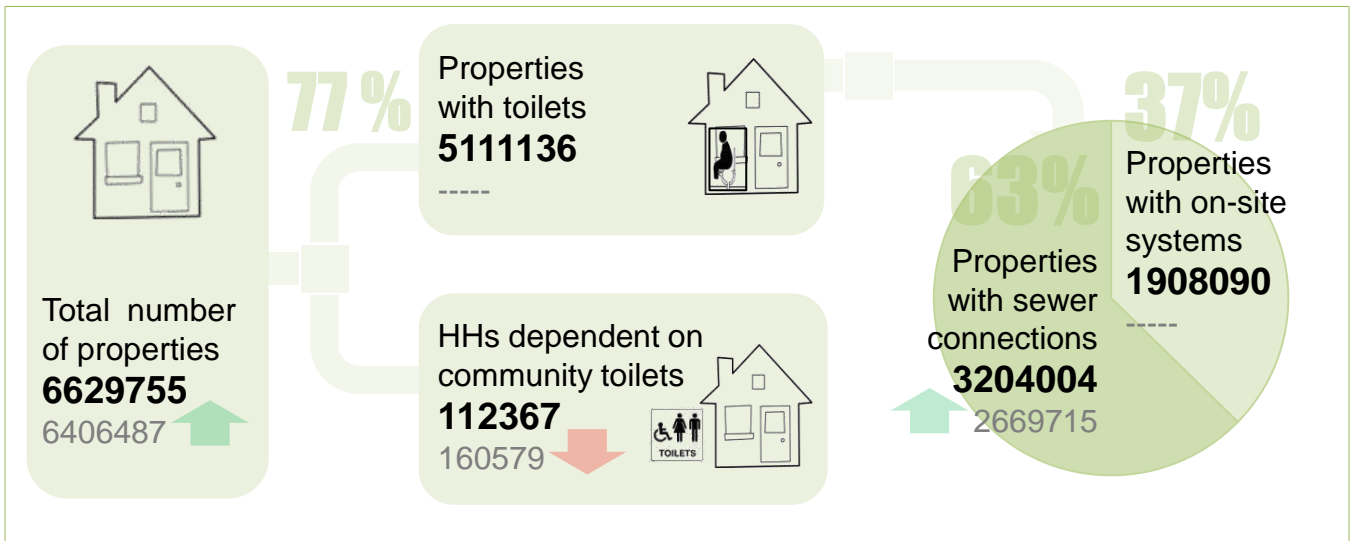 Total number
of properties
6629755
6406487
77 %
Properties
with toilets
5111136
-----
HHs dependent on
community toilets
112367
160579
TOILETS
63%
Properties
with sewer
connections
3204004
2669715
37%
Properties
with on-site
systems
1908090
-----